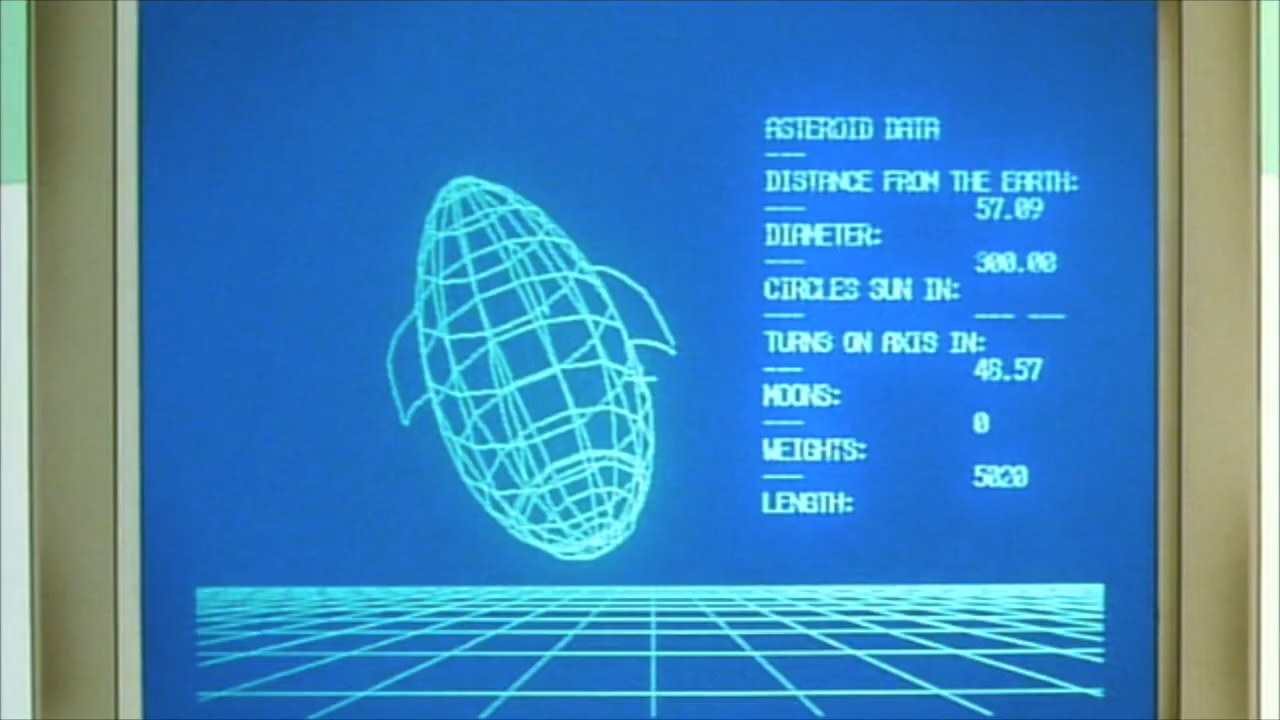 ASTEROID DATA
---
DISTANCE FROM THE EARTH:
--- 57.09
DIAMETER:
--- 300.00
CIRCLES SUN IN:
--- --- ---
TURNS ON AXIS IN:
--- 46.57
MOONS:
--- 0
WEIGHTS:
--- 5020
LENGTH: